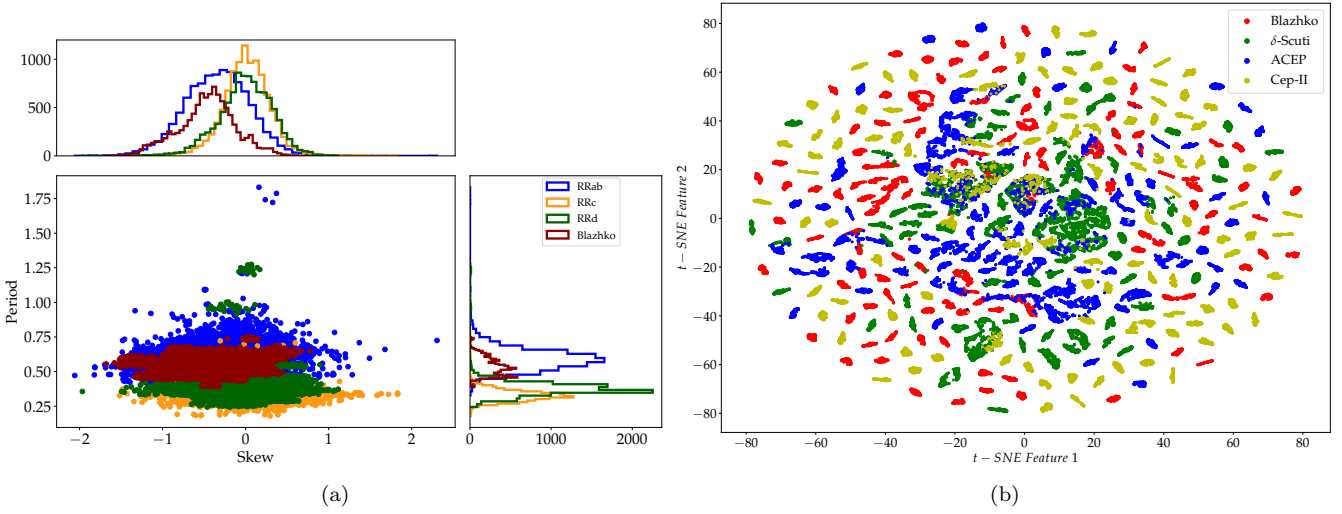 1000
500
0
1.75
1.50
1.25
1.00
0.75
0.50
0.25
Period
−2 −1 0 1 2
Skew
RRab
RRc
RRd
Blazhko
0 1000 2000
(a)
80
60
40
20
0
−20
−40
−60
−80
t − SNE Feature 2
Blazhko
δ-Scuti
ACEP
Cep-II
−80 −60 −40 −20 0 20 40 60 80
t − SNE Feature 1
(b)